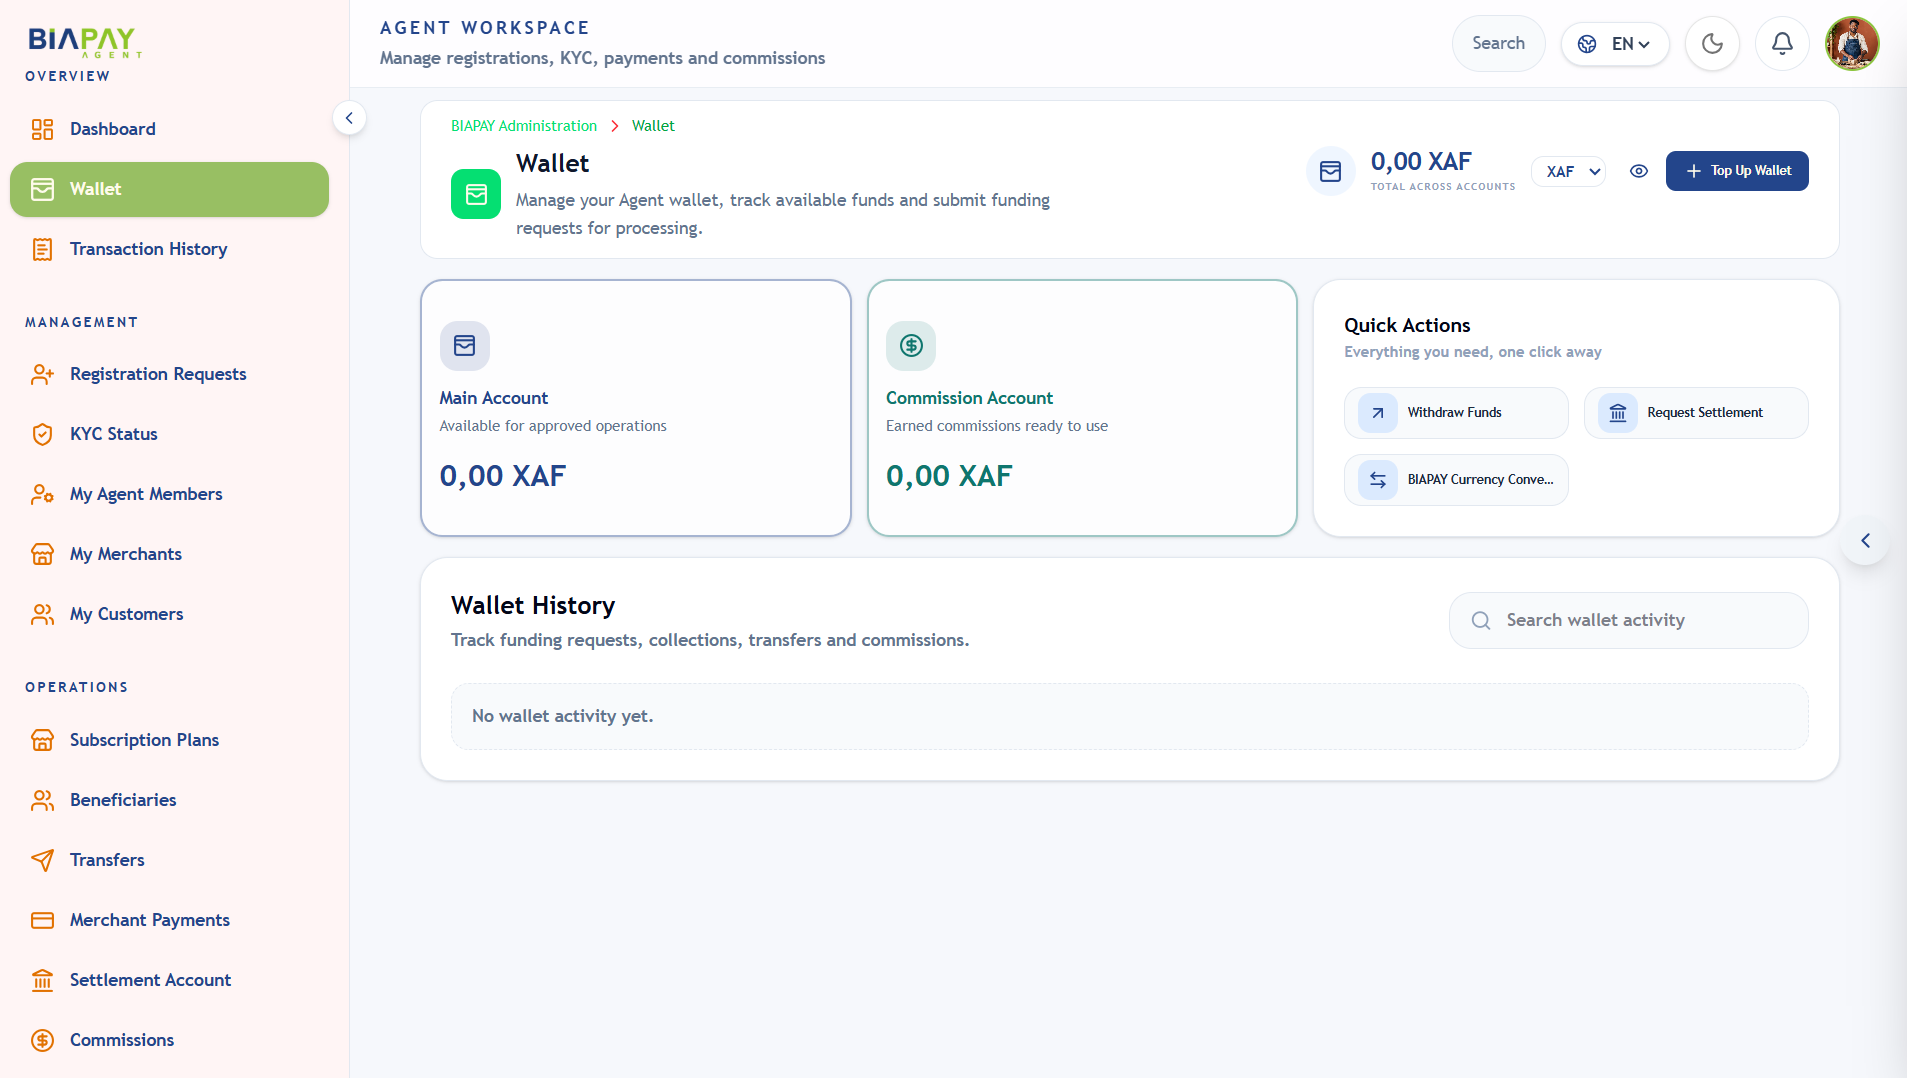 BIAPAY
AGENT
OVERVIEW
Dashboard
Wallet
Transaction History
MANAGEMENT
Registration Requests
KYC Status
My Agent Members
My Merchants
My Customers
OPERATIONS
Subscription Plans
Beneficiaries
Transfers
Merchant Payments
Settlement Account
Commissions
AGENT WORKSPACE
Manage registrations, KYC, payments and commissions
Search
EN
BIAPAY Administration
Wallet
Wallet
Manage your Agent wallet, track available funds and submit funding
requests for processing.
0,00 XAF
TOTAL ACROSS ACCOUNTS
XAF
Top Up Wallet
Main Account
Available for approved operations
0,00 XAF
Commission Account
Earned commissions ready to use
0,00 XAF
Quick Actions
Everything you need, one click away
Withdraw Funds
Request Settlement
BIAPAY Currency Conve...
Wallet History
Track funding requests, collections, transfers and commissions.
Search wallet activity
No wallet activity yet.